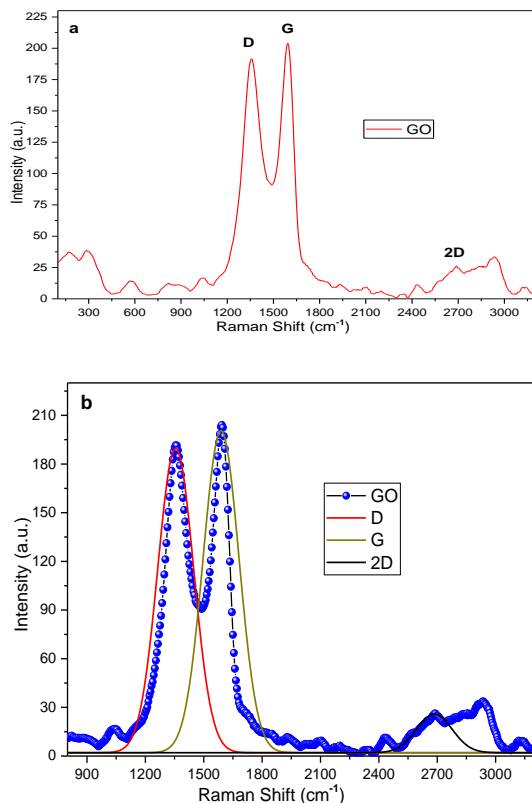 a
D
G
225
200
175
150
125
100
75
50
25
0
GO
2D
300 600 900 1200 1500 1800 2100 2400 2700 3000
Intensity (a.u.)
Raman Shift (cm⁻¹)
b
210
180
150
120
90
60
30
0
GO
D
G
2D
900 1200 1500 1800 2100 2400 2700 3000
Intensity (a.u.)
Raman Shift (cm⁻¹)